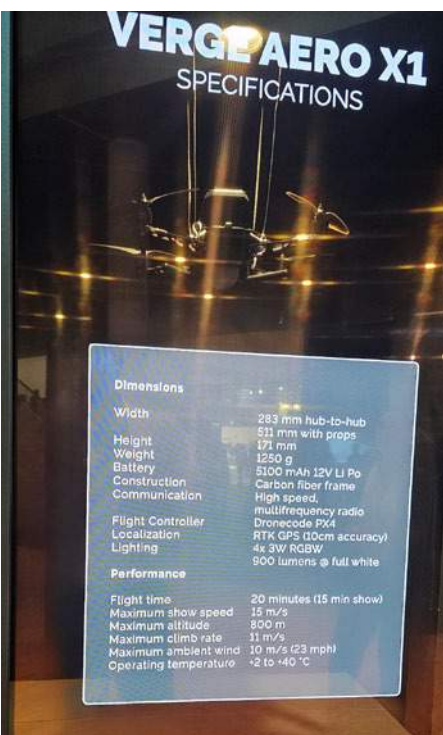 VERGE AERO X1
SPECIFICATIONS
Dimensions
Width 283 mm hub-to-hub
511 mm with props
Height 171 mm
Weight 1250 g
Battery 5100 mAh 12V Li Po
Construction Carbon fiber frame
Communication High speed,
multifrequency radio
Flight Controller Dronecode PX4
Localization RTK GPS (10cm accuracy)
Lighting 4x 3W RGBW
900 lumens @ full white
Performance
Flight time 20 minutes (15 min show)
Maximum show speed 15 m/s
Maximum altitude 800 m
Maximum climb rate 11 m/s
Maximum ambient wind 10 m/s (23 mph)
Operating temperature +2 to +40 °C